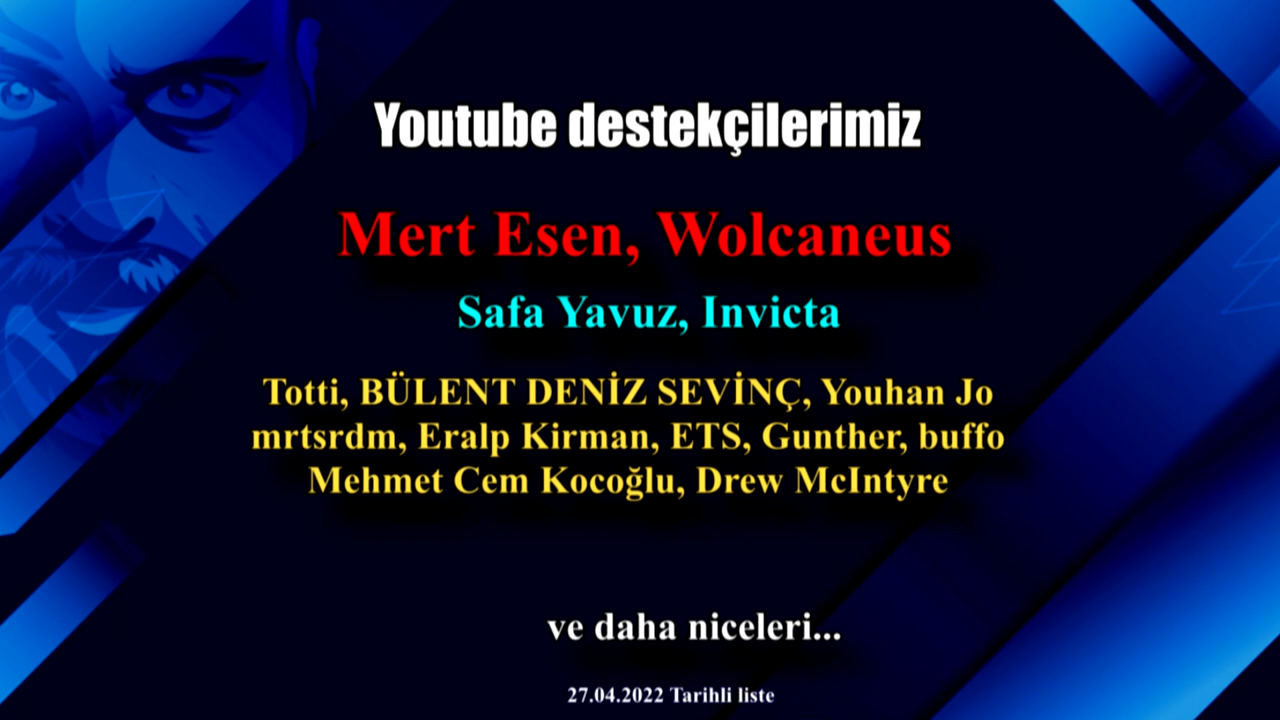 Youtube destekçilerimiz
Mert Esen, Wolcaneus
Safa Yavuz, Invicta
Totti, BÜLENT DENİZ SEVİNÇ, Youhan Jo
mrtsrdm, Eralp Kirman, ETS, Gunther, buffo
Mehmet Cem Kocoğlu, Drew McIntyre
ve daha niceleri...
27.04.2022 Tarihli liste